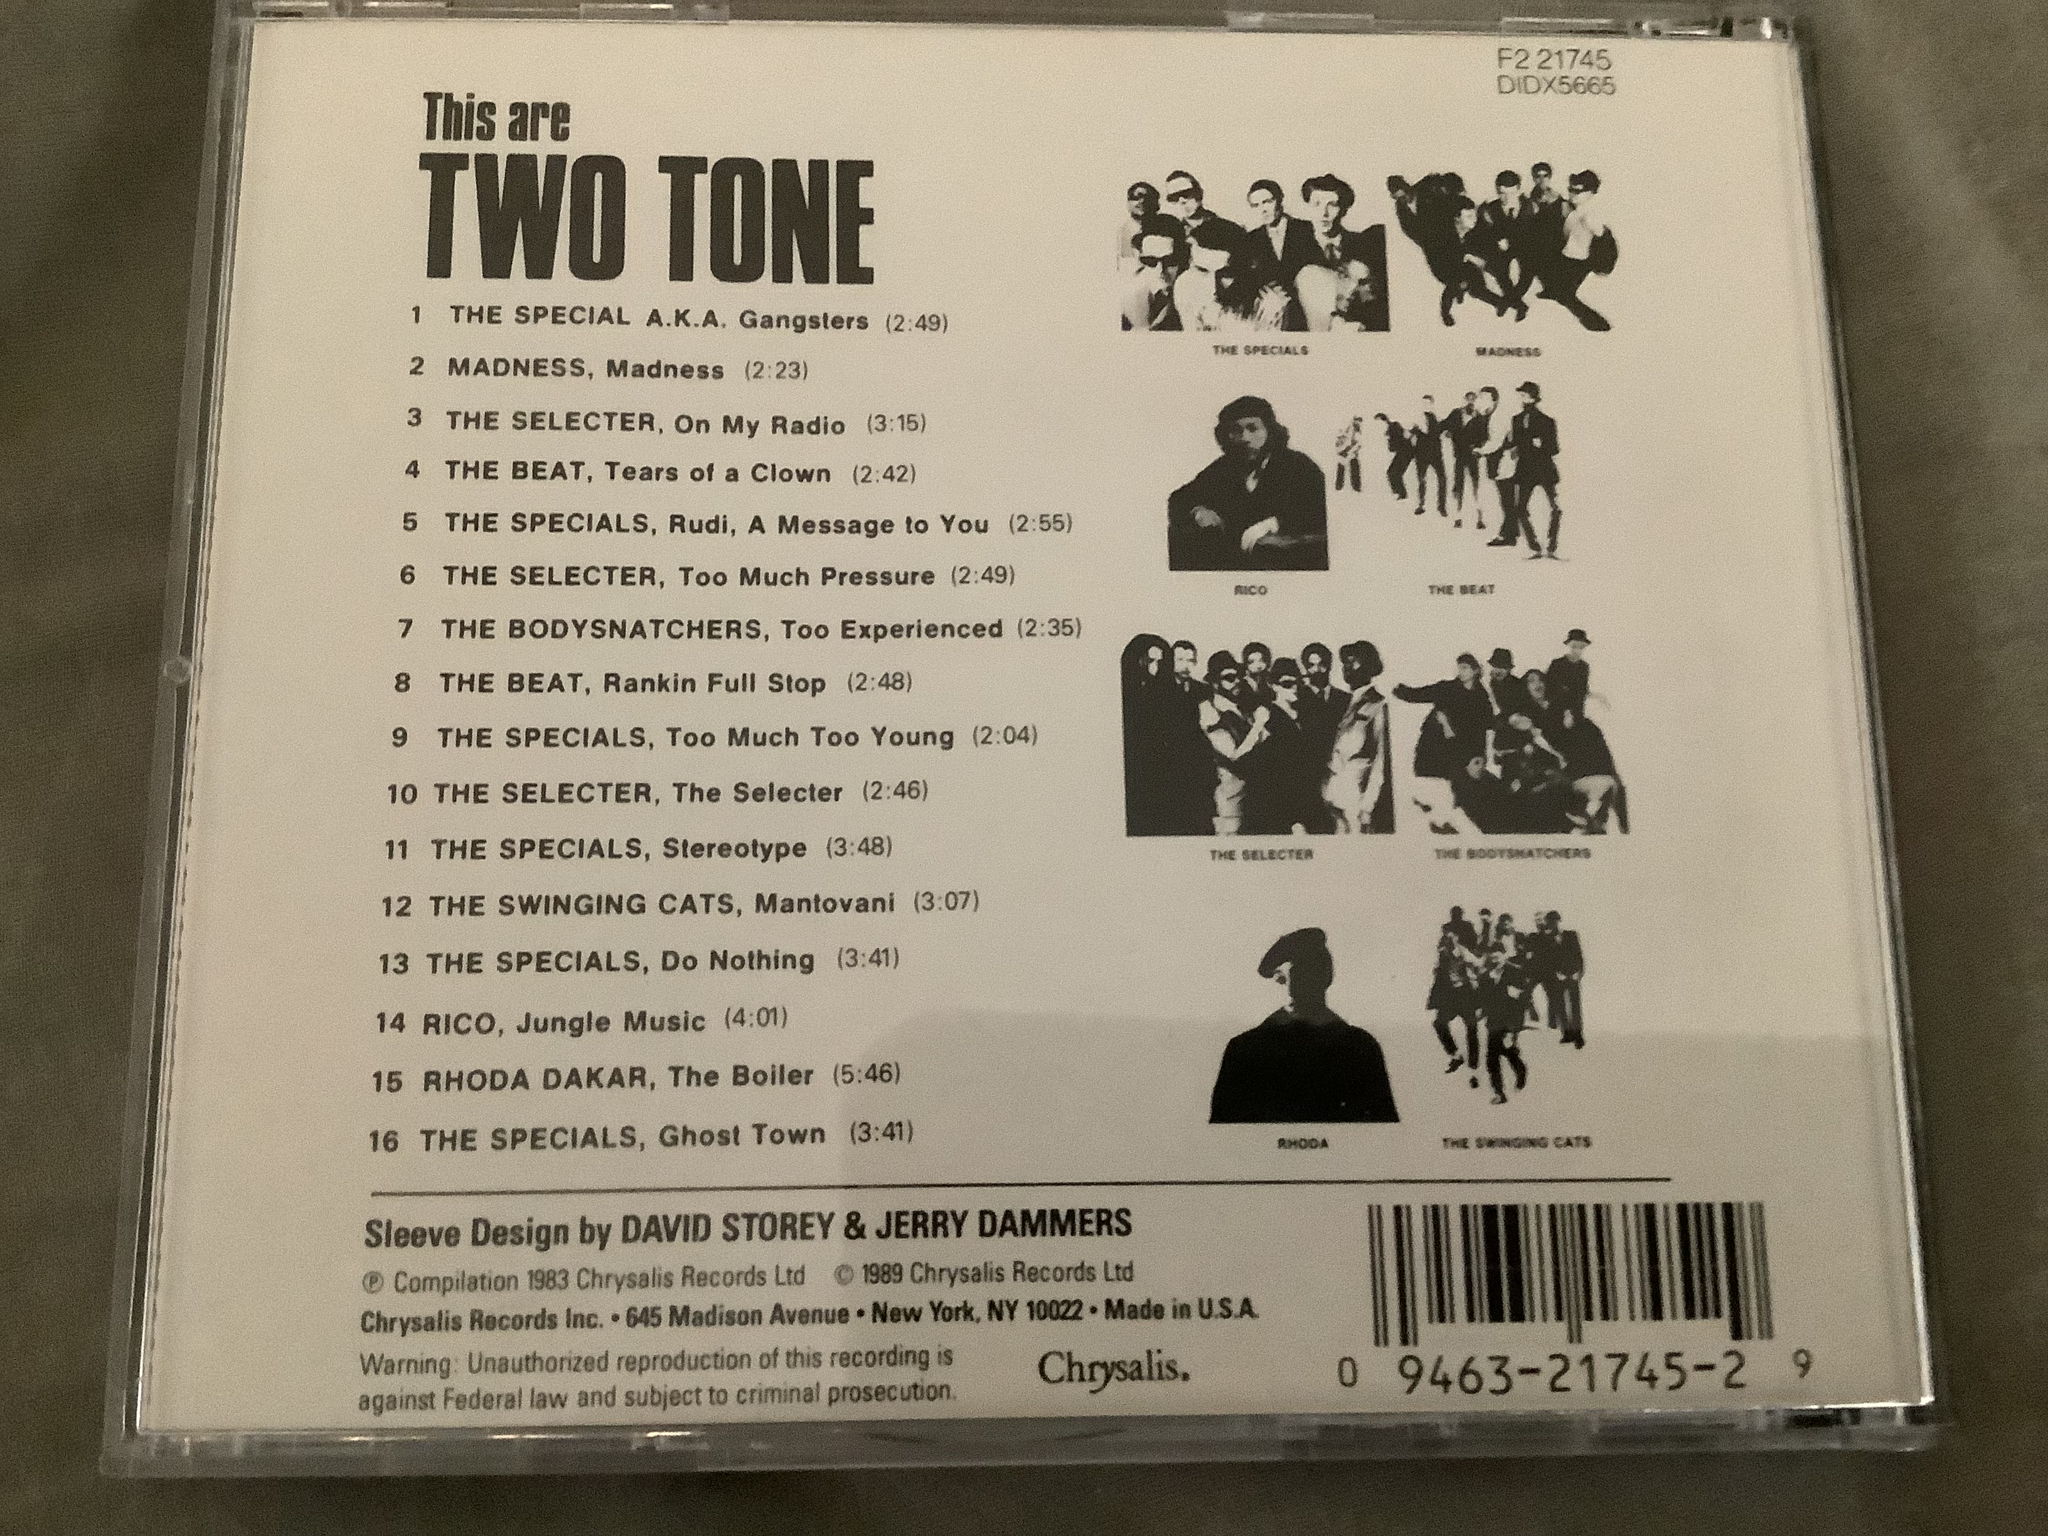 F2 21745
DIDX5665
This are
TWO TONE
1 THE SPECIAL A.K.A. Gangsters (2:49)
2 MADNESS, Madness (2:23)
3 THE SELECTER, On My Radio (3:15)
4 THE BEAT, Tears of a Clown (2:42)
5 THE SPECIALS, Rudi, A Message to You (2:55)
6 THE SELECTER, Too Much Pressure (2:49)
7 THE BODYSNATCHERS, Too Experienced (2:35)
8 THE BEAT, Rankin Full Stop (2:48)
9 THE SPECIALS, Too Much Too Young (2:04)
10 THE SELECTER, The Selecter (2:46)
11 THE SPECIALS, Stereotype (3:48)
12 THE SWINGING CATS, Mantovani (3:07)
13 THE SPECIALS, Do Nothing (3:41)
14 RICO, Jungle Music (4:01)
15 RHODA DAKAR, The Boiler (5:46)
16 THE SPECIALS, Ghost Town (3:41)
THE SPECIALS
MADNESS
RICO
THE BEAT
THE SELECTER
THE BODYSNATCHERS
RHODA
THE SWINGING CATS
Sleeve Design by DAVID STOREY & JERRY DAMMERS
℗ Compilation 1983 Chrysalis Records Ltd © 1989 Chrysalis Records Ltd
Chrysalis Records Inc. • 645 Madison Avenue • New York, NY 10022 • Made in U.S.A.
Warning: Unauthorized reproduction of this recording is
against Federal law and subject to criminal prosecution.
Chrysalis.
0 9463-21745-2 9